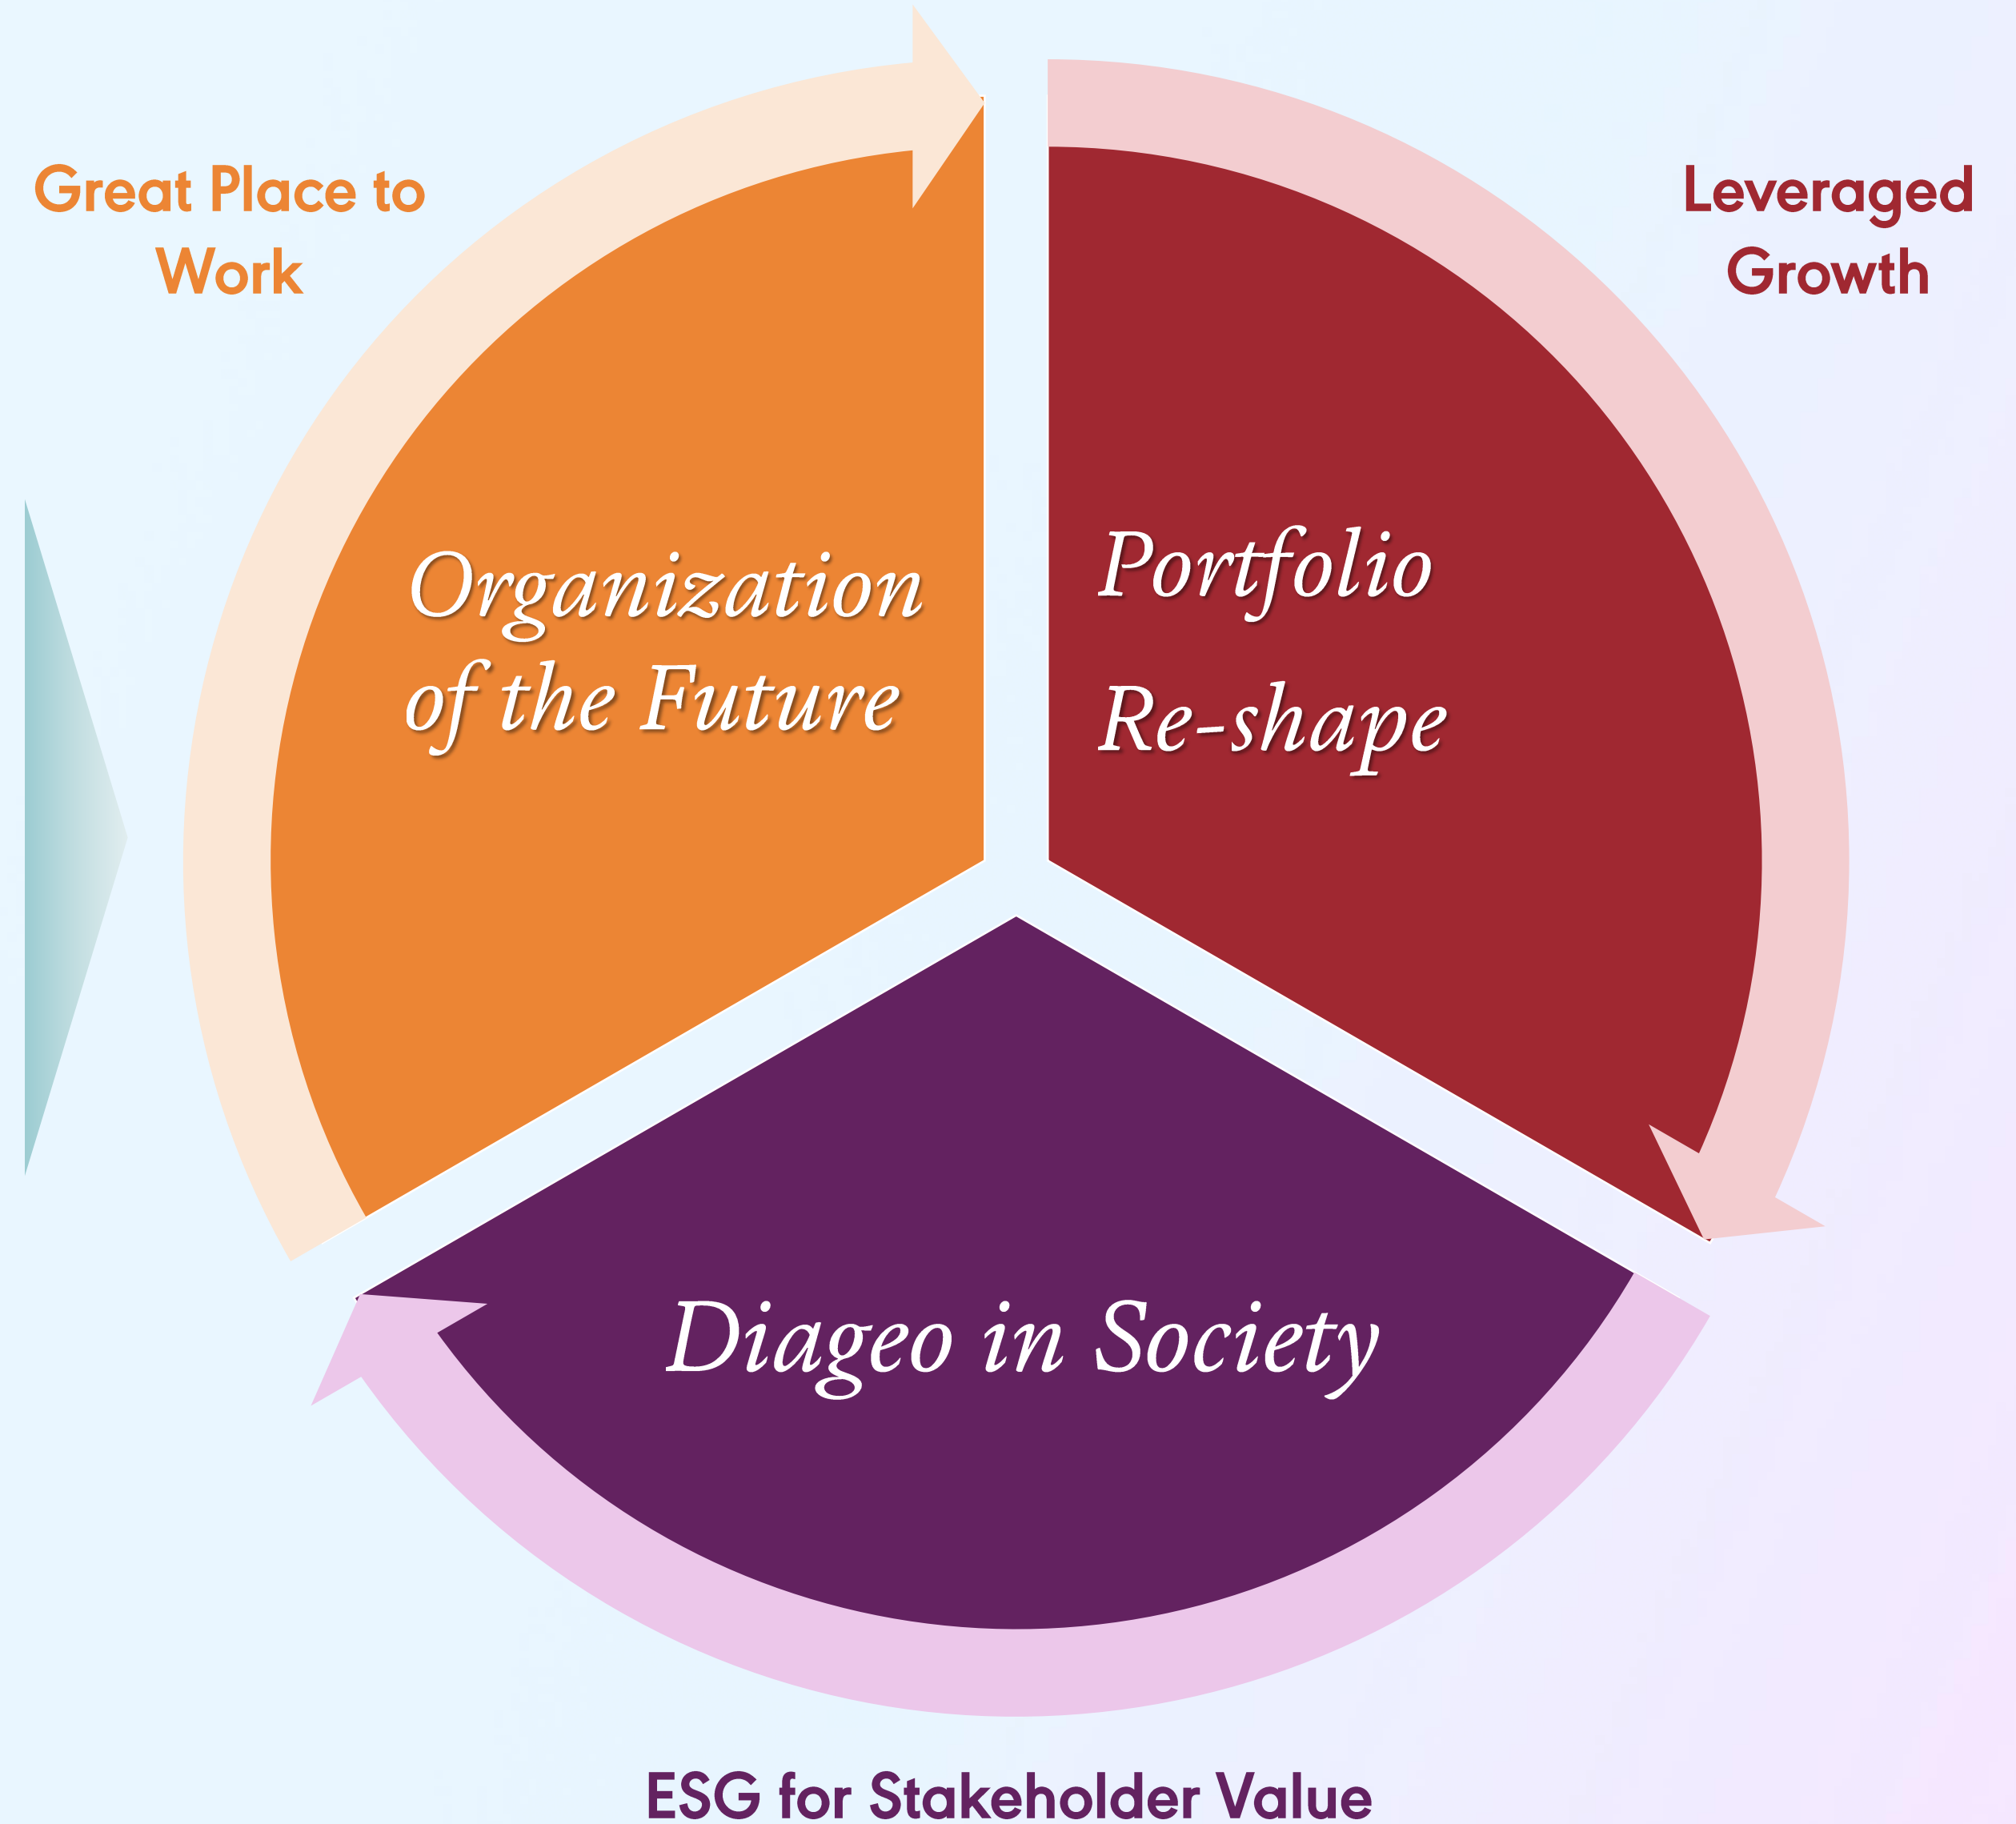 Great Place to
Work
Leveraged
Growth
Organization
of the Future
Portfolio
Re-shape
Diageo in Society
ESG for Stakeholder Value